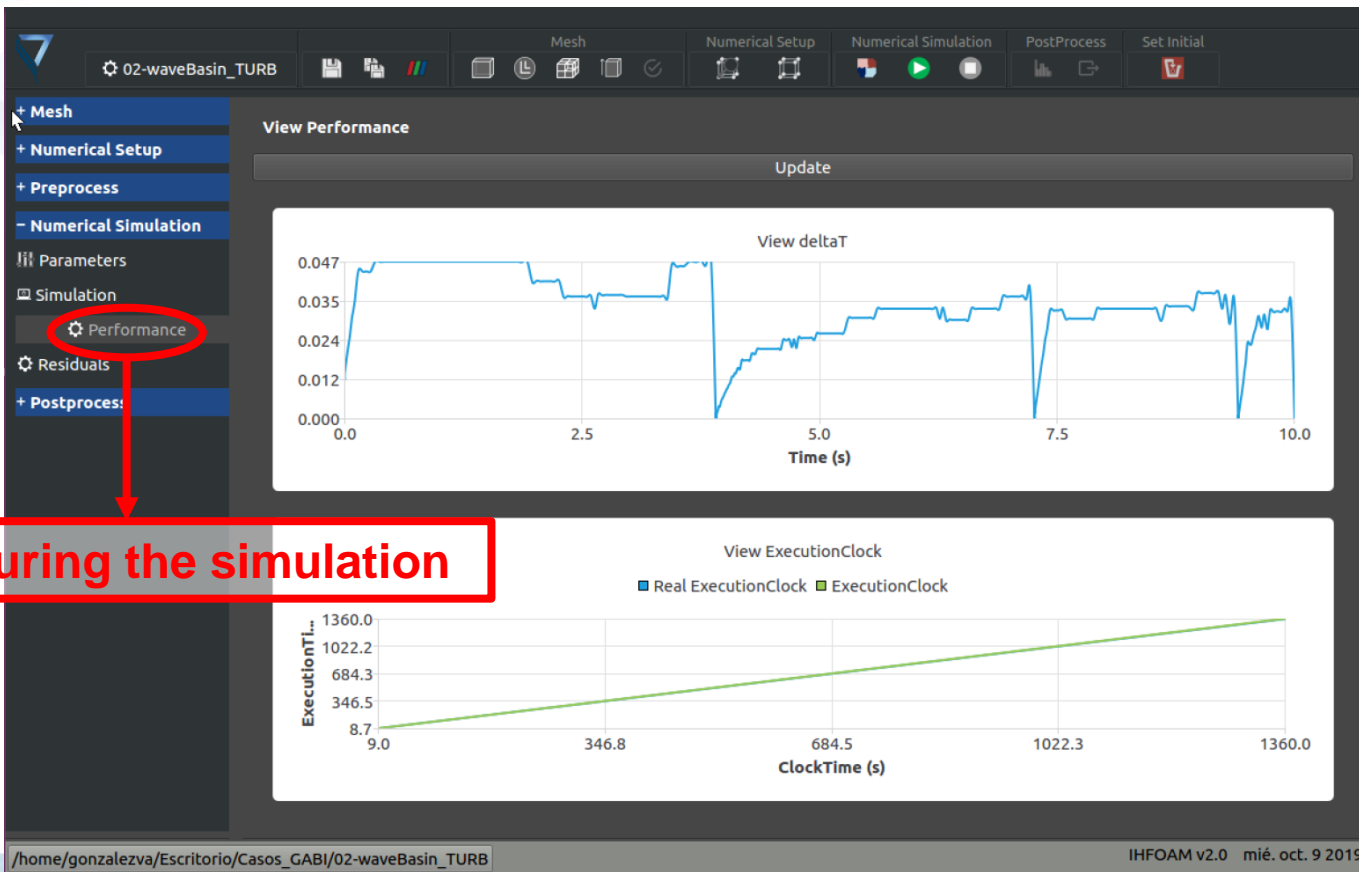 Mesh Numerical Setup Numerical Simulation PostProcess Set Initial
02-waveBasin_TURB
+ Mesh
+ Numerical Setup
+ Preprocess
- Numerical Simulation
Parameters
Simulation
Performance
Residuals
+ Postprocess
View Performance
Update
View deltaT
0.047
0.035
0.024
0.012
0.000
0.0 2.5 5.0 7.5 10.0
Time (s)
uring the simulation
View ExecutionClock
Real ExecutionClock ExecutionClock
ExecutionTi...
1360.0
1022.2
684.3
346.5
8.7
9.0 346.8 684.5 1022.3 1360.0
ClockTime (s)
/home/gonzalezva/Escritorio/Casos_GABI/02-waveBasin_TURB
IHFOAM v2.0 mié. oct. 9 2019